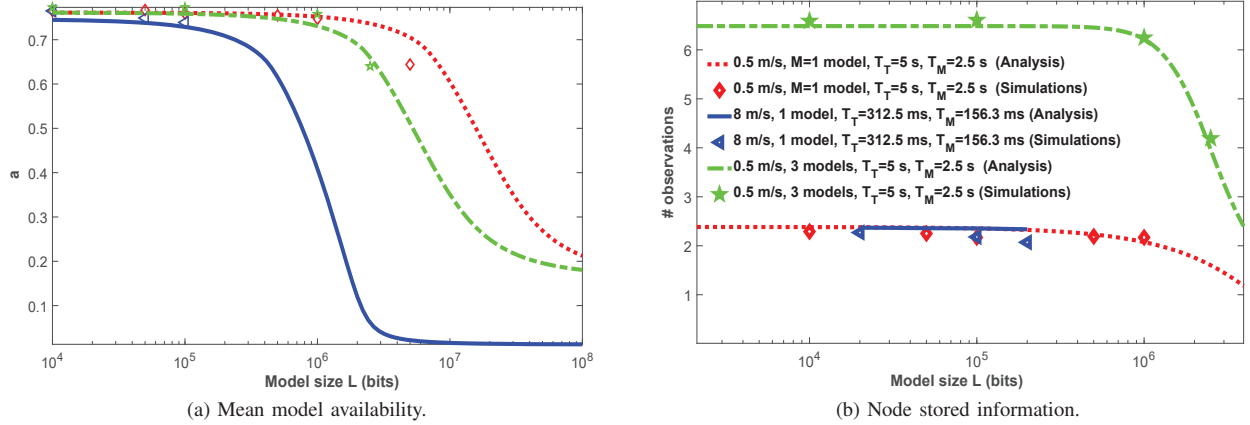 0.7
0.6
0.5
0.4
0.3
0.2
0.1
a
10^4
10^5
10^6
10^7
10^8
Model size L (bits)
(a) Mean model availability.
6
5
4
3
2
1
# observations
0.5 m/s, M=1 model, T_T=5 s, T_M=2.5 s (Analysis)
0.5 m/s, M=1 model, T_T=5 s, T_M=2.5 s (Simulations)
8 m/s, 1 model, T_T=312.5 ms, T_M=156.3 ms (Analysis)
8 m/s, 1 model, T_T=312.5 ms, T_M=156.3 ms (Simulations)
0.5 m/s, 3 models, T_T=5 s, T_M=2.5 s (Analysis)
0.5 m/s, 3 models, T_T=5 s, T_M=2.5 s (Simulations)
10^4
10^5
10^6
Model size L (bits)
(b) Node stored information.